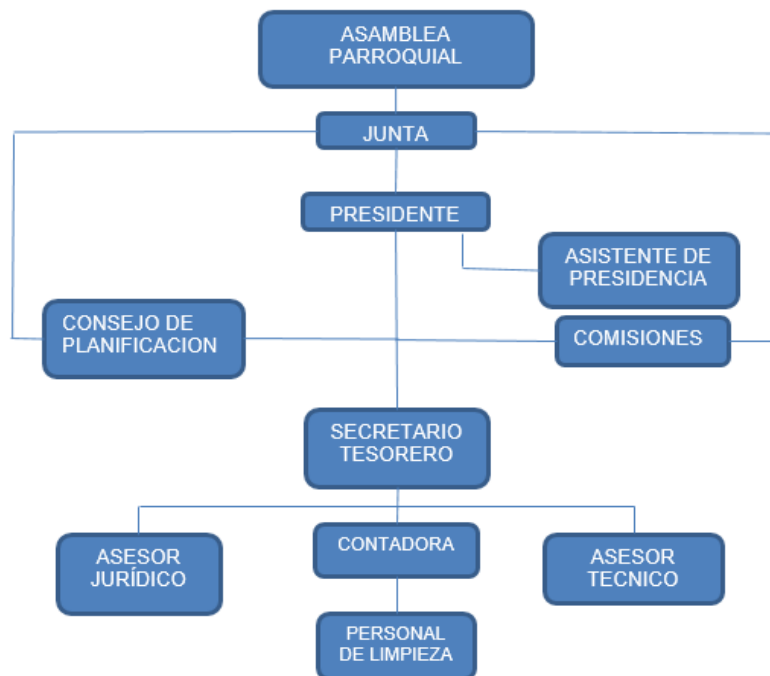 ASAMBLEA
PARROQUIAL
JUNTA
PRESIDENTE
ASISTENTE DE
PRESIDENCIA
CONSEJO DE
PLANIFICACION
COMISIONES
SECRETARIO
TESORERO
ASESOR
JURÍDICO
CONTADORA
ASESOR
TECNICO
PERSONAL
DE LIMPIEZA